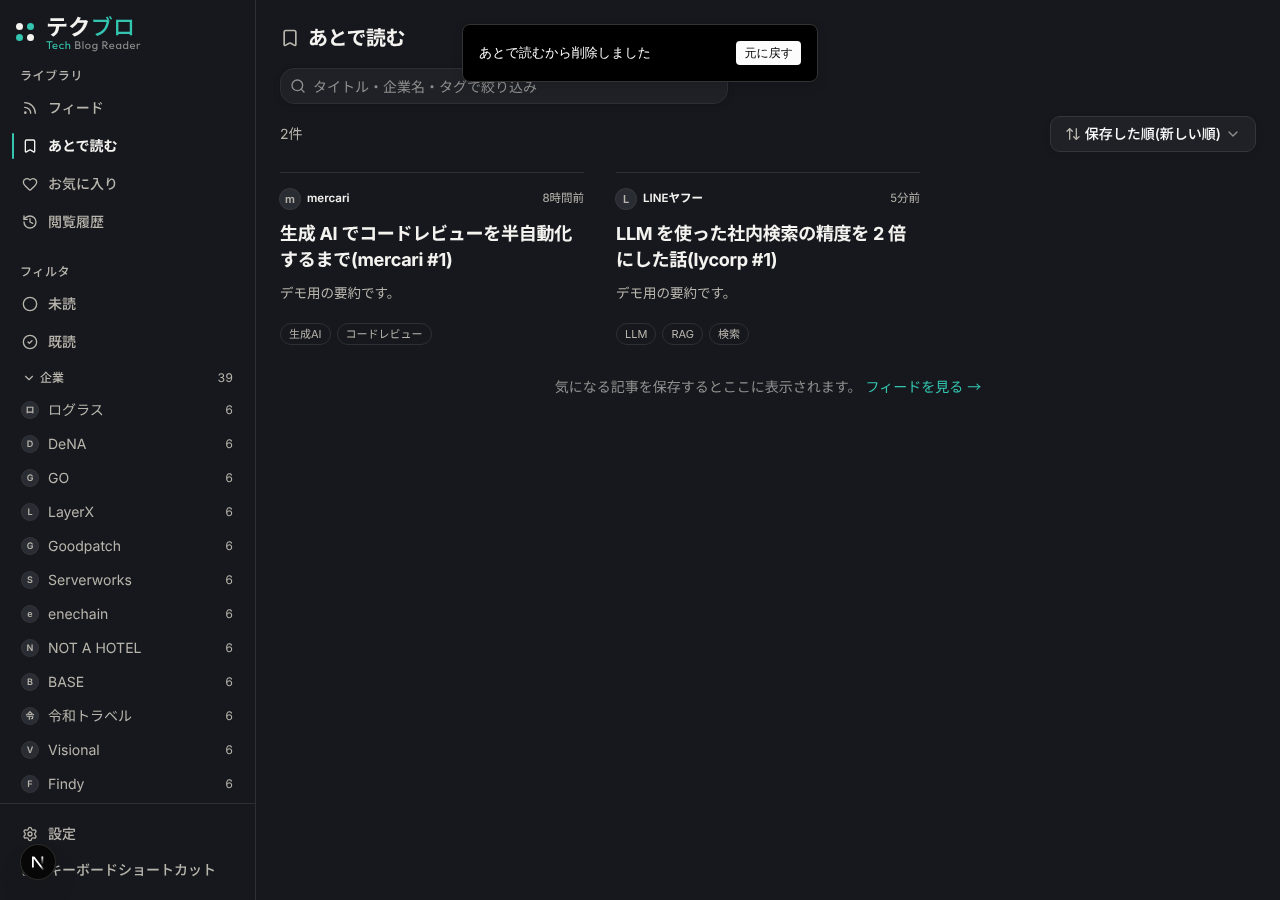 テクブロ
Tech Blog Reader
ライブラリ
フィード
あとで読む
お気に入り
閲覧履歴
フィルタ
未読
既読
企業 39
ロ ログラス 6
D DeNA 6
G GO 6
L LayerX 6
G Goodpatch 6
S Serverworks 6
e enechain 6
N NOT A HOTEL 6
B BASE 6
令 令和トラベル 6
V Visional 6
F Findy 6
設定
N
キーボードショートカット
あとで読む
あとで読むから削除しました 元に戻す
タイトル・企業名・タグで絞り込み
2件
保存した順(新しい順)
m mercari 8時間前
生成 AI でコードレビューを半自動化
するまで(mercari #1)
デモ用の要約です。
生成AI コードレビュー
L LINEヤフー 5分前
LLM を使った社内検索の精度を 2 倍
にした話(lycorp #1)
デモ用の要約です。
LLM RAG 検索
気になる記事を保存するとここに表示されます。 フィードを見る →